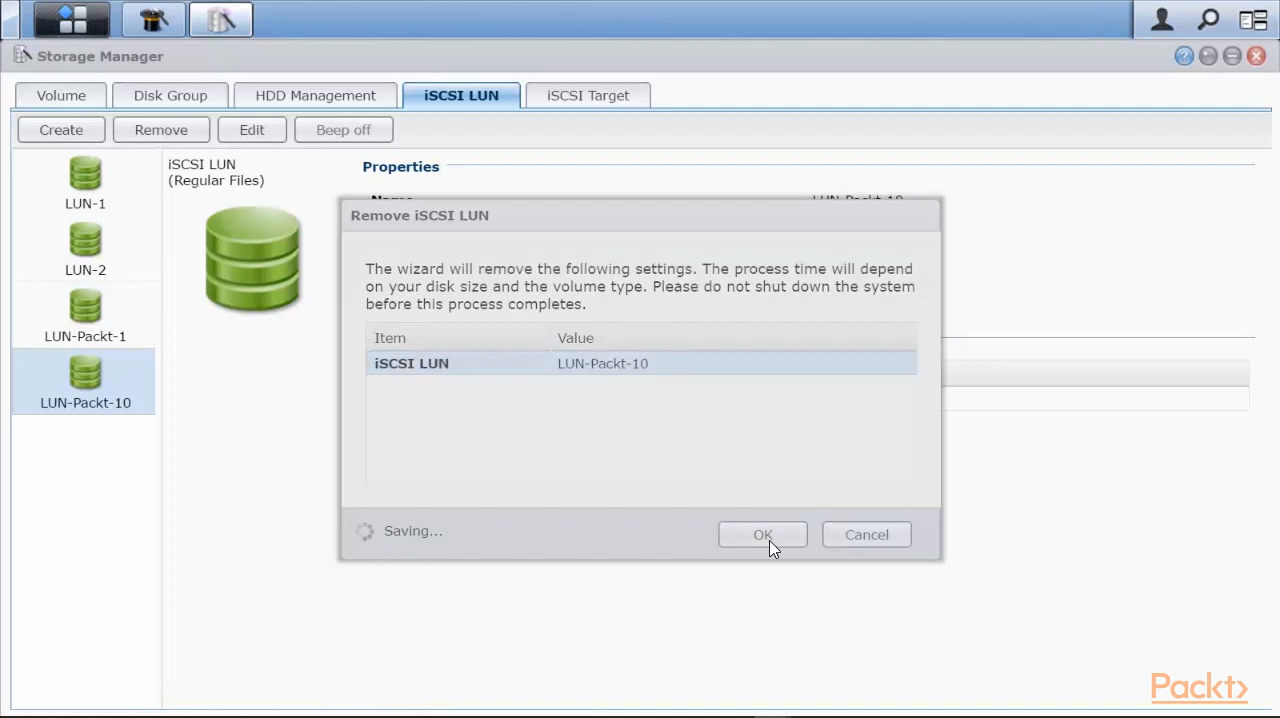 Storage Manager
Volume
Disk Group
HDD Management
iSCSI LUN
iSCSI Target
Create
Remove
Edit
Beep off
LUN-1
LUN-2
LUN-Packt-1
LUN-Packt-10
iSCSI LUN
(Regular Files)
Properties
Name
LUN-Packt-10
Remove iSCSI LUN
The wizard will remove the following settings. The process time will depend
on your disk size and the volume type. Please do not shut down the system
before this process completes.
Item Value
iSCSI LUN LUN-Packt-10
Saving...
OK
Cancel
Packt>